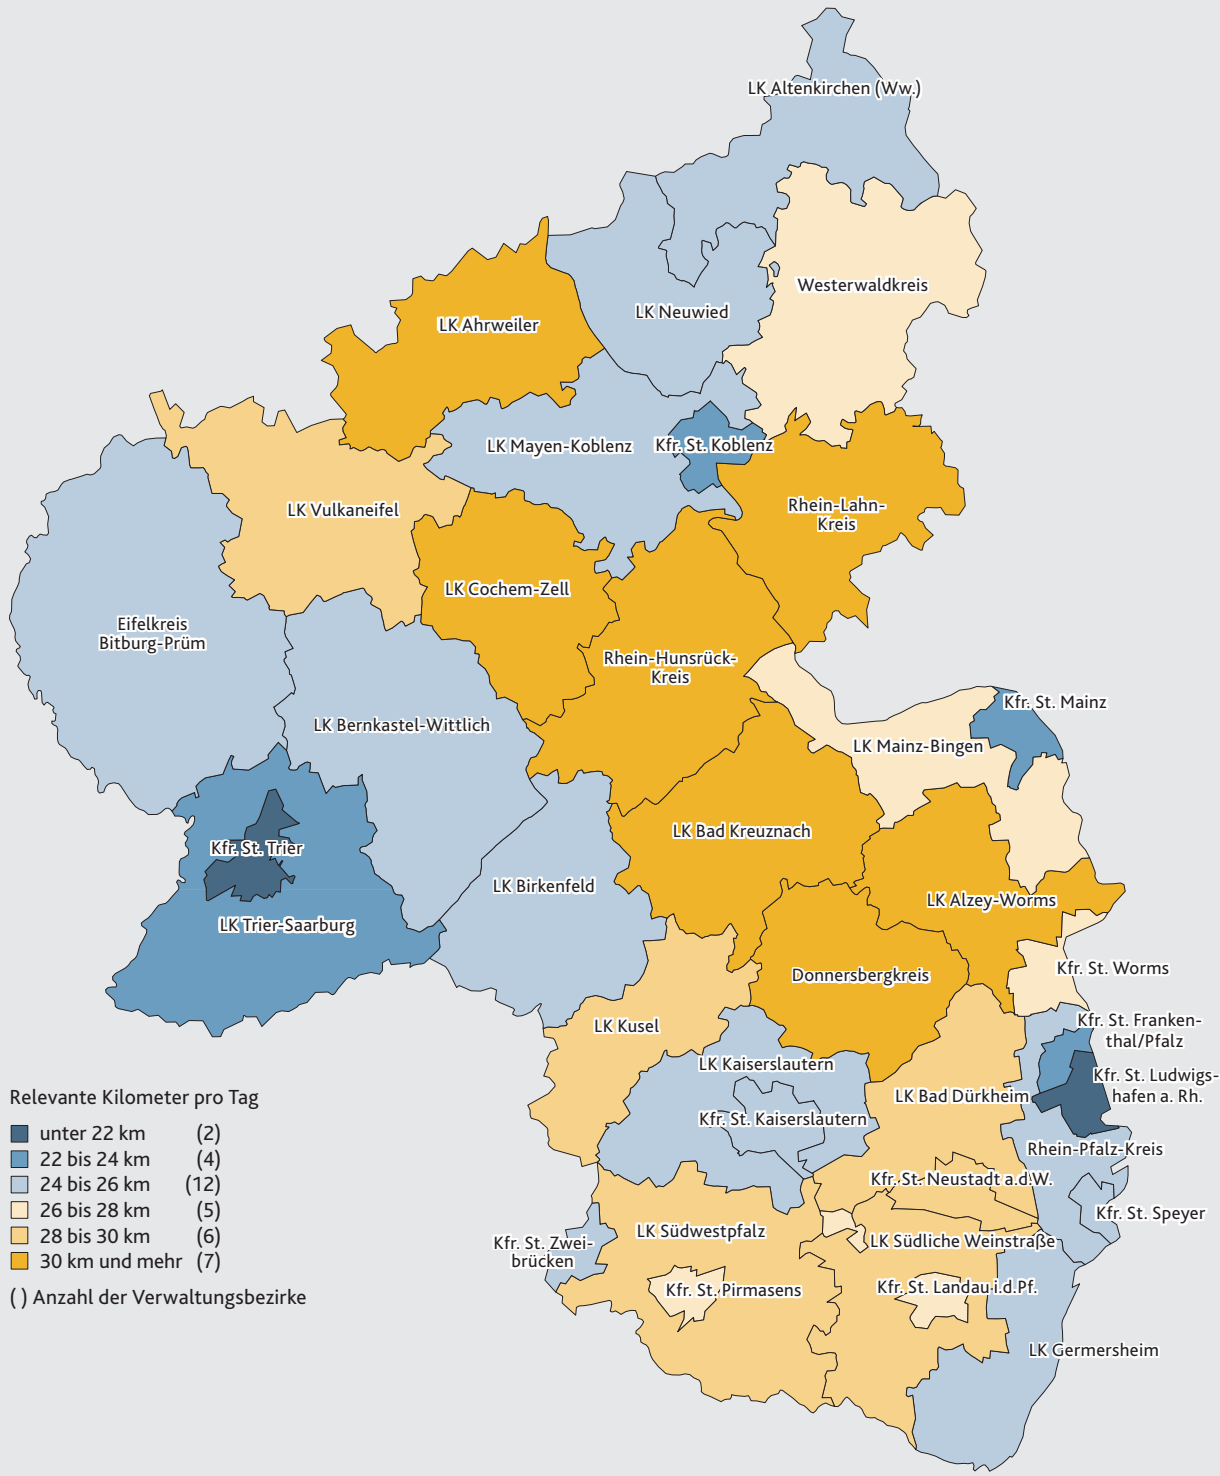 LK Altenkirchen (Ww.)
Westerwaldkreis
LK Neuwied
LK Ahrweiler
LK Mayen-Koblenz
Kfr. St. Koblenz
LK Vulkaneifel
Rhein-Lahn-
Kreis
LK Cochem-Zell
Eifelkreis
Bitburg-Prüm
Rhein-Hunsrück-
Kreis
LK Bernkastel-Wittlich
Kfr. St. Mainz
LK Mainz-Bingen
LK Bad Kreuznach
Kfr. St. Trier
LK Birkenfeld
LK Alzey-Worms
LK Trier-Saarburg
Kfr. St. Worms
Donnersbergkreis
LK Kusel
Kfr. St. Franken-
thal/Pfalz
LK Kaiserslautern
Kfr. St. Ludwigs-
hafen a. Rh.
LK Bad Dürkheim
Kfr. St. Kaiserslautern
Rhein-Pfalz-Kreis
Kfr. St. Neustadt a.d.W.
Kfr. St. Speyer
LK Südwestpfalz
LK Südliche Weinstraße
Kfr. St. Zwei-
brücken
Kfr. St. Pirmasens
Kfr. St. Landau i.d.Pf.
LK Germersheim
Relevante Kilometer pro Tag
unter 22 km (2)
22 bis 24 km (4)
24 bis 26 km (12)
26 bis 28 km (5)
28 bis 30 km (6)
30 km und mehr (7)
( ) Anzahl der Verwaltungsbezirke